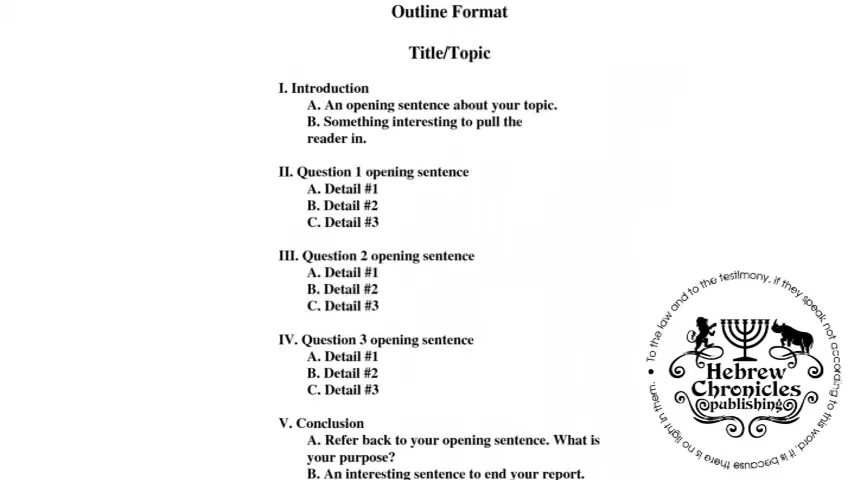 Outline Format
Title/Topic
I. Introduction
A. An opening sentence about your topic.
B. Something interesting to pull the
reader in.
II. Question 1 opening sentence
A. Detail #1
B. Detail #2
C. Detail #3
III. Question 2 opening sentence
A. Detail #1
B. Detail #2
C. Detail #3
IV. Question 3 opening sentence
A. Detail #1
B. Detail #2
C. Detail #3
V. Conclusion
A. Refer back to your opening sentence. What is
your purpose?
B. An interesting sentence to end your report.
• To the law and to the testimony, if they speak not according to this word, it is because there is no light in them.
Hebrew
Chronicles
publishing